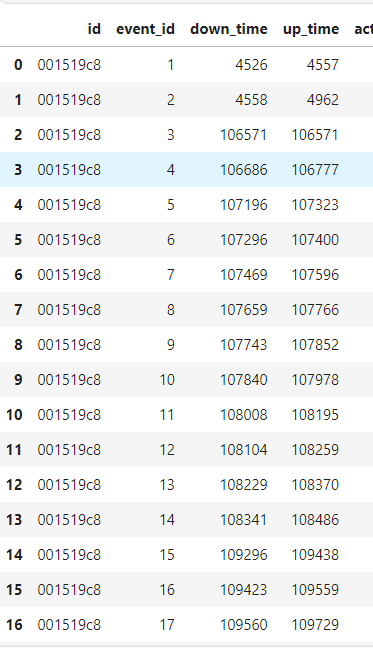 id event_id down_time up_time act
0 001519c8 1 4526 4557
1 001519c8 2 4558 4962
2 001519c8 3 106571 106571
3 001519c8 4 106686 106777
4 001519c8 5 107196 107323
5 001519c8 6 107296 107400
6 001519c8 7 107469 107596
7 001519c8 8 107659 107766
8 001519c8 9 107743 107852
9 001519c8 10 107840 107978
10 001519c8 11 108008 108195
11 001519c8 12 108104 108259
12 001519c8 13 108229 108370
13 001519c8 14 108341 108486
14 001519c8 15 109296 109438
15 001519c8 16 109423 109559
16 001519c8 17 109560 109729